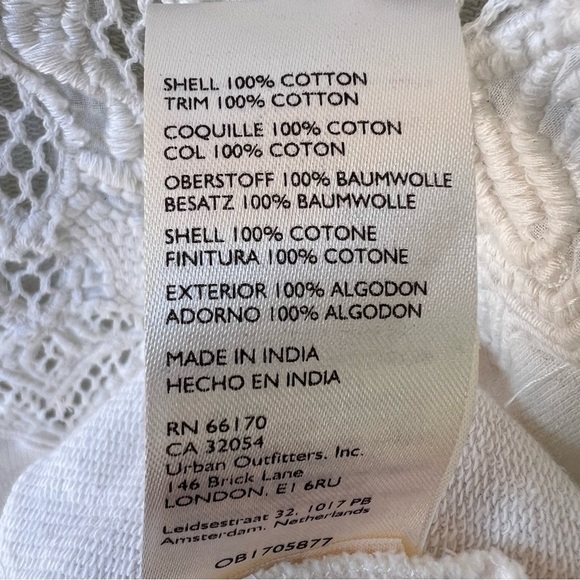 SHELL 100% COTTON
TRIM 100% COTTON
COQUILLE 100% COTON
COL 100% COTON
OBERSTOFF 100% BAUMWOLLE
BESATZ 100% BAUMWOLLE
SHELL 100% COTONE
FINITURA 100% COTONE
EXTERIOR 100% ALGODON
ADORNO 100% ALGODON
MADE IN INDIA
HECHO EN INDIA
RN 66170
CA 32054
Urban Outfitters, Inc.
146 Brick Lane
LONDON, E1 6RU
Leidsestraat 32, 1017 PB
Amsterdam, Netherlands
OB1705877